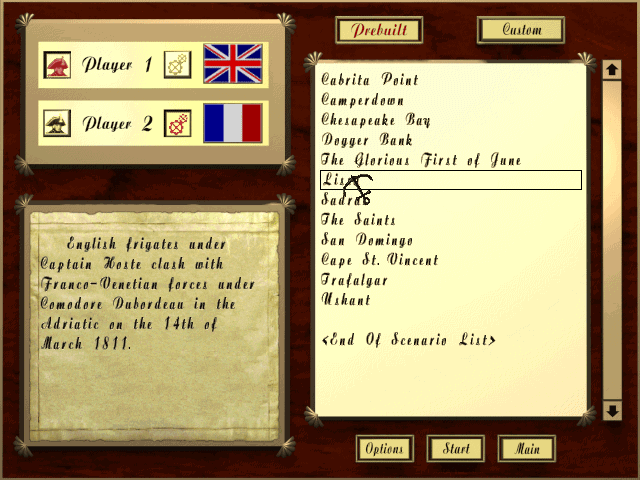 Player 1
Player 2
English frigates under
Captain Hoste clash with
Franco-Venetian forces under
Comodore Dubordeau in the
Adriatic on the 14th of
March 1811.
Prebuilt
Custom
Cabrita Point
Camperdown
Chesapeake Bay
Dogger Bank
The Glorious First of June
The Saints
San Domingo
Cape St. Vincent
Trafalgar
Ushant
<End Of Scenario List>
Options
Start
Main